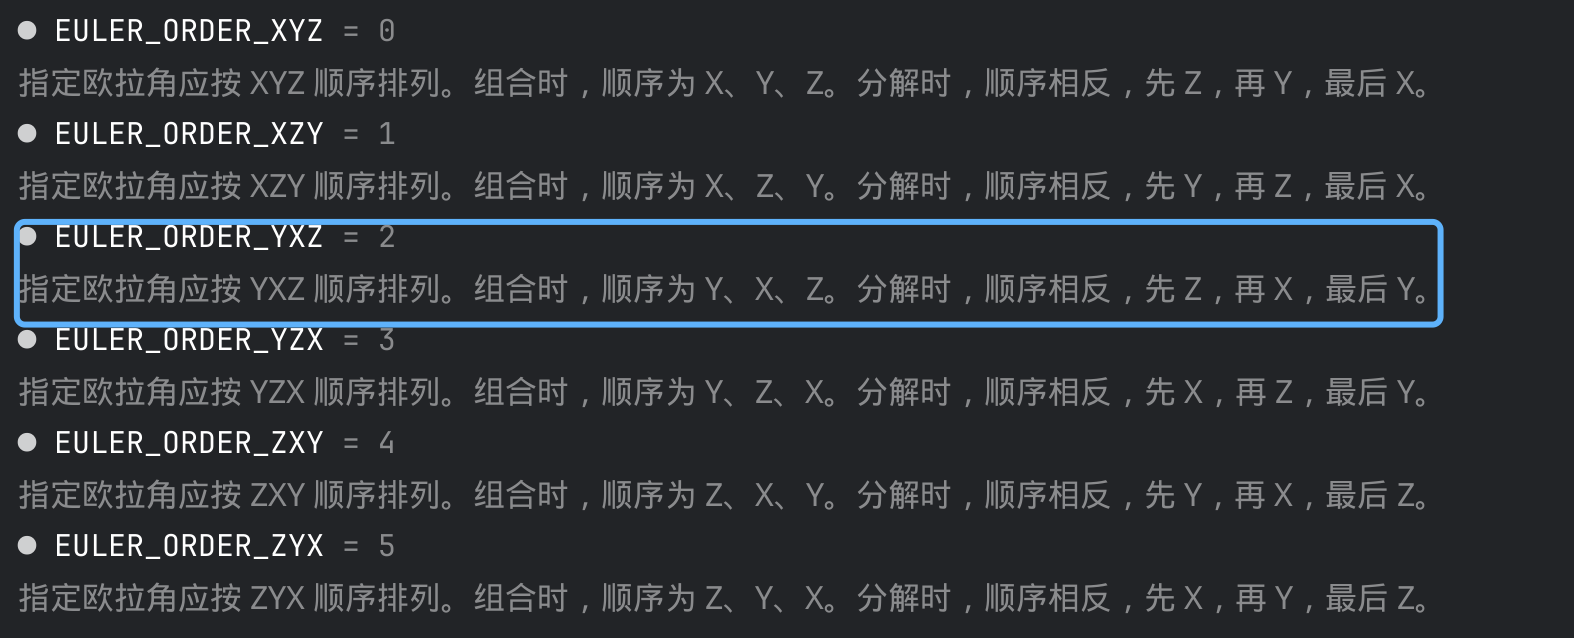 ● EULER_ORDER_XYZ = 0
指定欧拉角应按 XYZ 顺序排列。组合时，顺序为 X、Y、Z。分解时，顺序相反，先 Z，再 Y，最后 X。
● EULER_ORDER_XZY = 1
指定欧拉角应按 XZY 顺序排列。组合时，顺序为 X、Z、Y。分解时，顺序相反，先 Y，再 Z，最后 X。
● EULER_ORDER_YXZ = 2
指定欧拉角应按 YXZ 顺序排列。组合时，顺序为 Y、X、Z。分解时，顺序相反，先 Z，再 X，最后 Y。
● EULER_ORDER_YZX = 3
指定欧拉角应按 YZX 顺序排列。组合时，顺序为 Y、Z、X。分解时，顺序相反，先 X，再 Z，最后 Y。
● EULER_ORDER_ZXY = 4
指定欧拉角应按 ZXY 顺序排列。组合时，顺序为 Z、X、Y。分解时，顺序相反，先 Y，再 X，最后 Z。
● EULER_ORDER_ZYX = 5
指定欧拉角应按 ZYX 顺序排列。组合时，顺序为 Z、Y、X。分解时，顺序相反，先 X，再 Y，最后 Z。